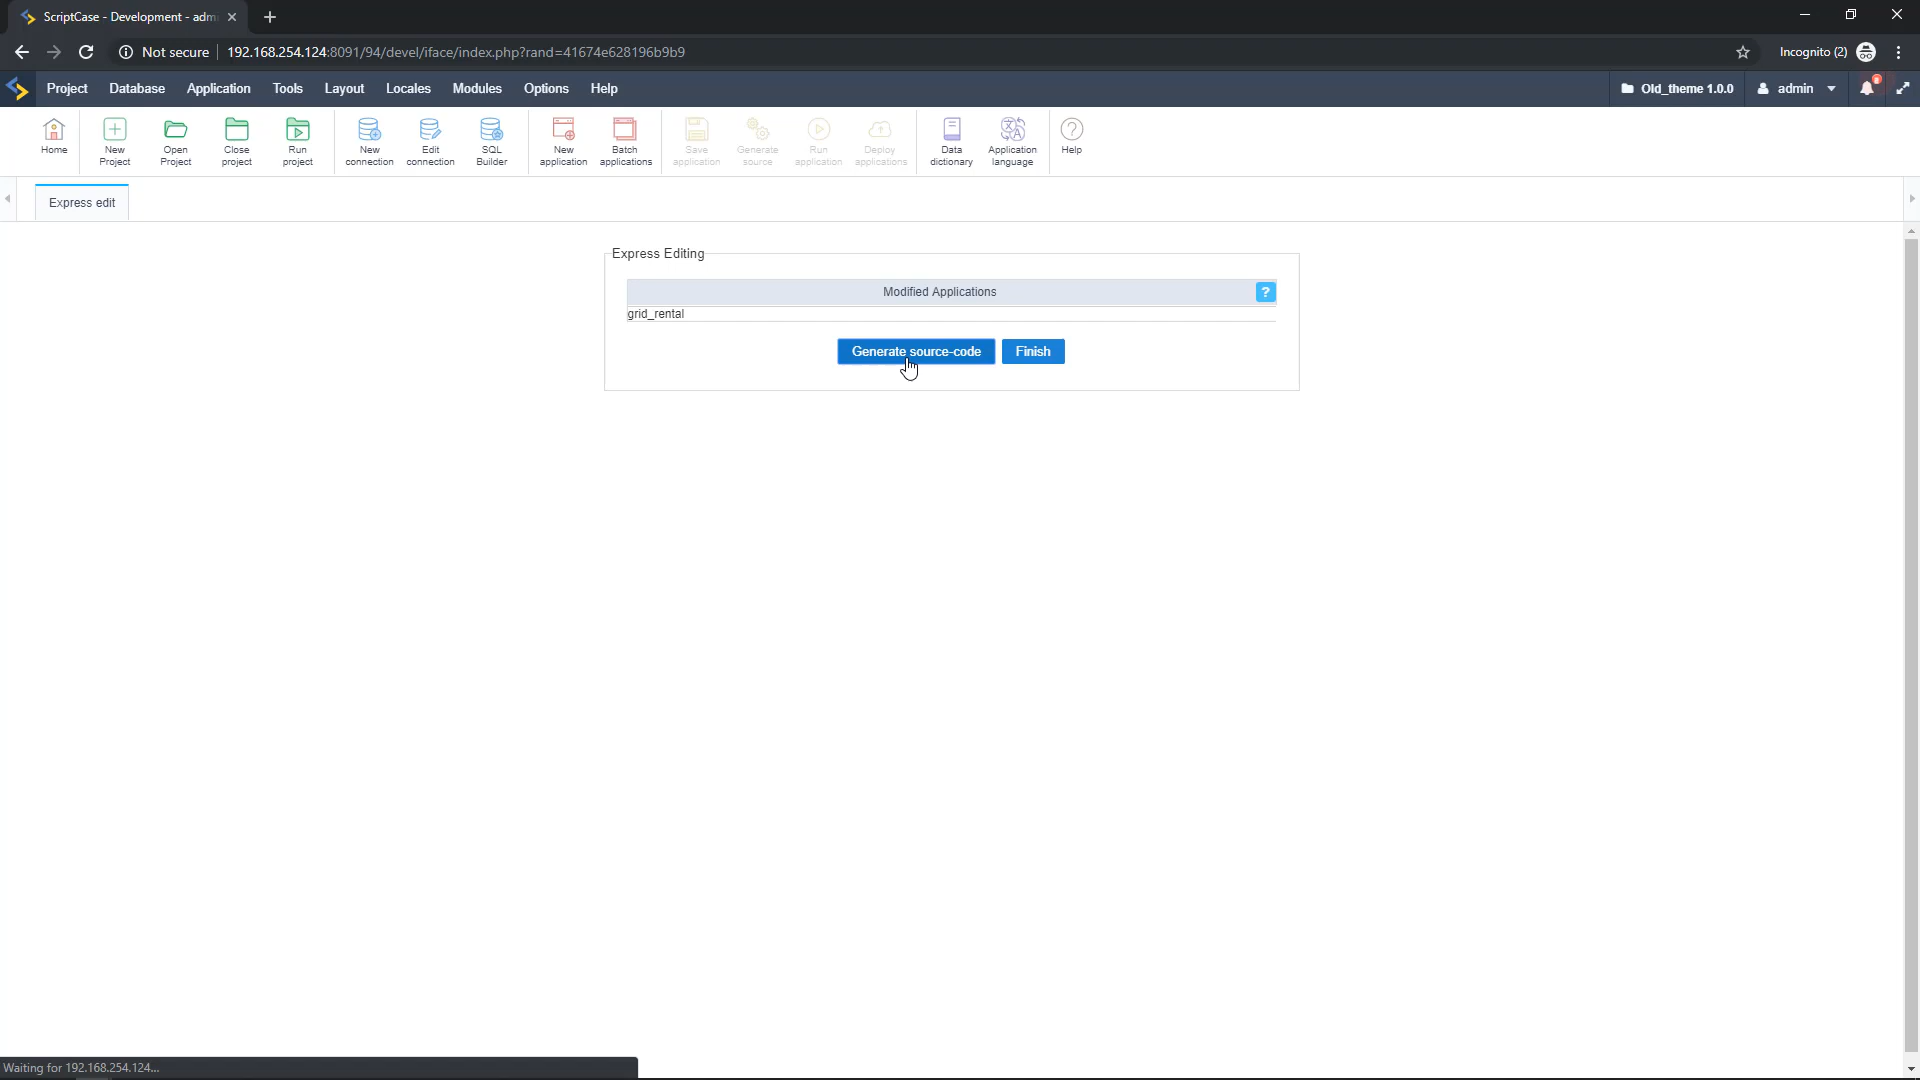 ScriptCase - Development - adm
Not secure
192.168.254.124:8091/94/devel/iface/index.php?rand=41674e628196b9b9
Incognito (2)
Project Database Application Tools Layout Locales Modules Options Help
Old_theme 1.0.0
admin
8
Home
New
Project
Open
Project
Close
project
Run
project
New
connection
Edit
connection
SQL
Builder
New
application
Batch
applications
Save
application
Generate
source
Run
application
Deploy
applications
Data
dictionary
Application
language
Help
Express edit
Express Editing
Modified Applications
?
grid_rental
Generate source-code Finish
Waiting for 192.168.254.124...